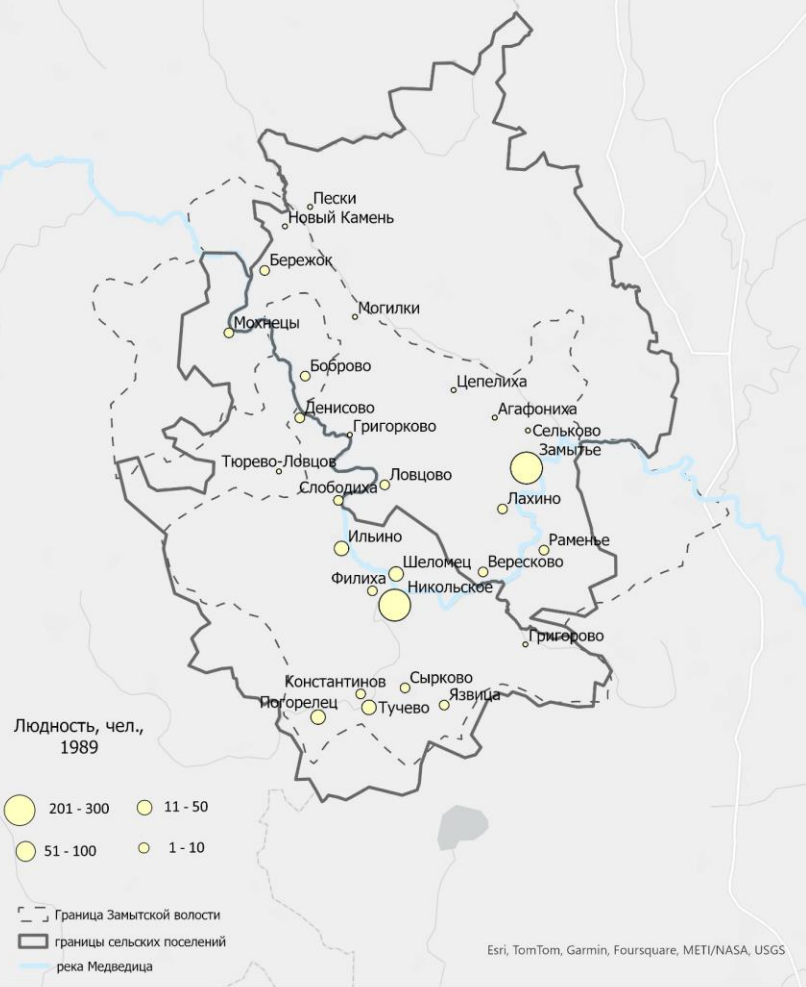 Пески
Новый Камень
Бережок
Могилки
Мохнецы
Боброво
Цепелиха
Денисово
Агафониха
Григорково
Сельково
Замытье
Тюрево-Ловцов
Ловцово
Слободиха
Лахино
Ильино
Раменье
Шеломец
Вересково
Филиха
Никольское
Григорово
Сырково
Константинов
Язвица
Погорелец
Тучево
Людность, чел.,
1989
201 - 300
11 - 50
51 - 100
1 - 10
Граница Замытской волости
границы сельских поселений
река Медведица
Esri, TomTom, Garmin, Foursquare, METI/NASA, USGS